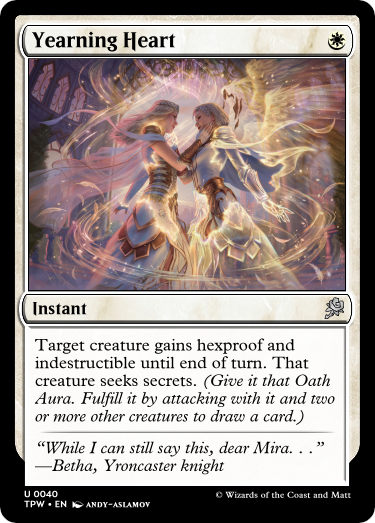 Yearning Heart
Instant
Target creature gains hexproof and
indestructible until end of turn. That
creature seeks secrets. (Give it that Oath
Aura. Fulfill it by attacking with it and two
or more other creatures to draw a card.)
“While I can still say this, dear Mira. . .”
—Betha, Yroncaster knight
U 0040
TPW • EN ANDY-ASLAMOV
© Wizards of the Coast and Matt